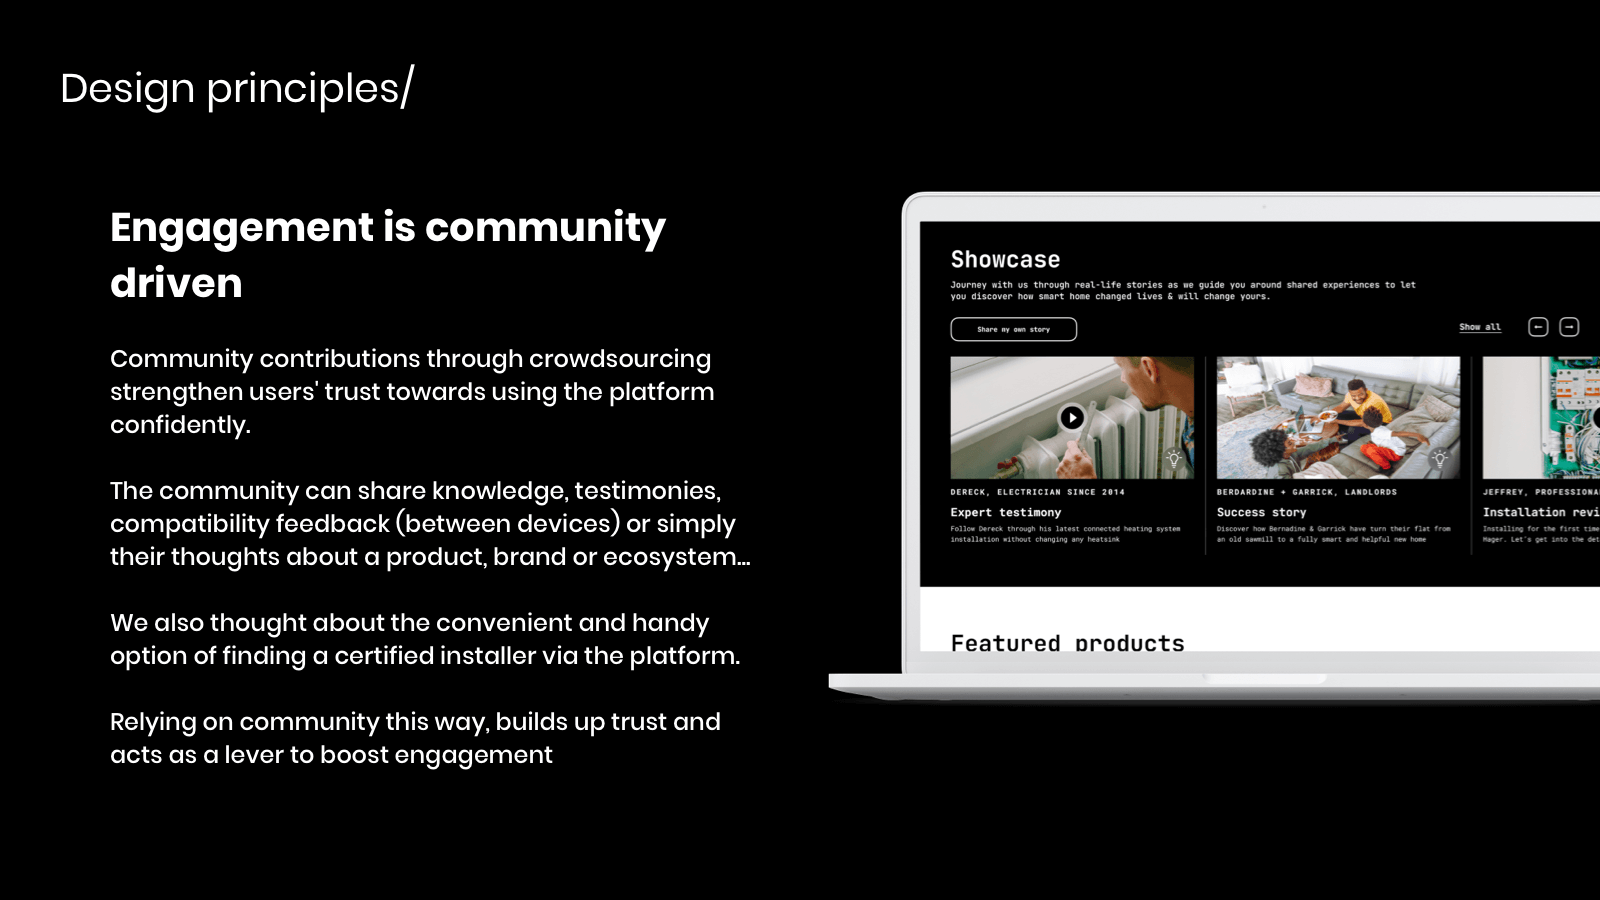 Design principles/
Engagement is community
driven
Community contributions through crowdsourcing
strengthen users' trust towards using the platform
confidently.
The community can share knowledge, testimonies,
compatibility feedback (between devices) or simply
their thoughts about a product, brand or ecosystem...
We also thought about the convenient and handy
option of finding a certified installer via the platform.
Relying on community this way, builds up trust and
acts as a lever to boost engagement
Showcase
Journey with us through real-life stories as we guide you around shared experiences to let
you discover how smart home changed lives & will change yours.
Share my own story
Show all
DERECK, ELECTRICIAN SINCE 2014
Expert testimony
Follow Dereck through his latest connected heating system
installation without changing any heatsink
BERDARDINE + GARRICK, LANDLORDS
Success story
Discover how Bernadine & Garrick have turn their flat from
an old sawmill to a fully smart and helpful new home
JEFFREY, PROFESSIONA
Installation revi
Installing for the first time
Hager. Let's get into the det
Featured products